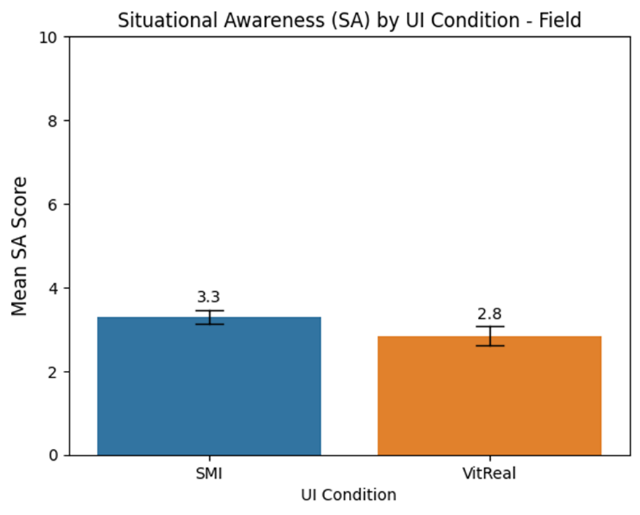 Situational Awareness (SA) by UI Condition - Field
10
8
6
4
2
0
Mean SA Score
3.3
2.8
SMI
VitReal
UI Condition